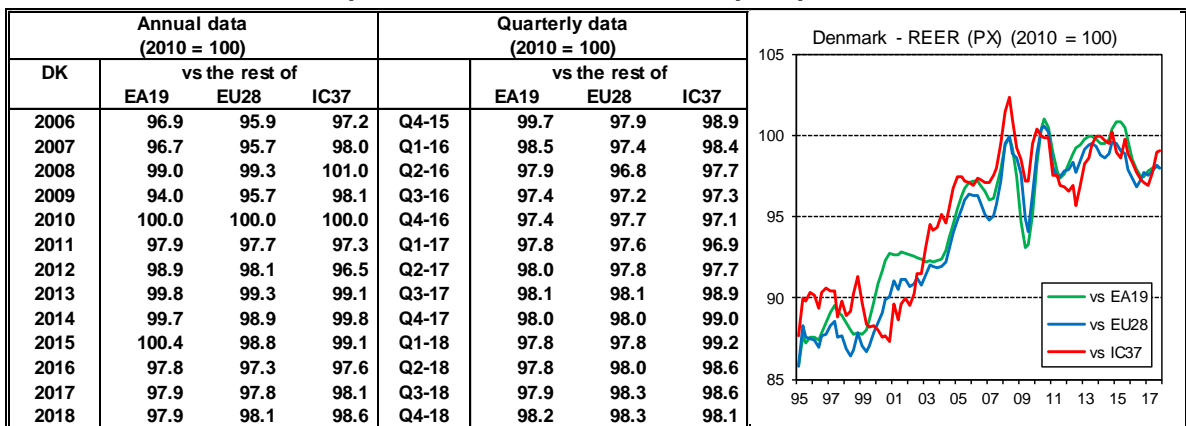 Annual data Quarterly data
(2010 = 100) (2010 = 100)
DK vs the rest of vs the rest of
EA19 EU28 IC37 EA19 EU28 IC37
2006 96.9 95.9 97.2 Q4-15 99.7 97.9 98.9
2007 96.7 95.7 98.0 Q1-16 98.5 97.4 98.4
2008 99.0 99.3 101.0 Q2-16 97.9 96.8 97.7
2009 94.0 95.7 98.1 Q3-16 97.4 97.2 97.3
2010 100.0 100.0 100.0 Q4-16 97.4 97.7 97.1
2011 97.9 97.7 97.3 Q1-17 97.8 97.6 96.9
2012 98.9 98.1 96.5 Q2-17 98.0 97.8 97.7
2013 99.8 99.3 99.1 Q3-17 98.1 98.1 98.9
2014 99.7 98.9 99.8 Q4-17 98.0 98.0 99.0
2015 100.4 98.8 99.1 Q1-18 97.8 97.8 99.2
2016 97.8 97.3 97.6 Q2-18 97.8 98.0 98.6
2017 97.9 97.8 98.1 Q3-18 97.9 98.3 98.6
2018 97.9 98.1 98.6 Q4-18 98.2 98.3 98.1
Denmark - REER (PX) (2010 = 100)
105
100
95
90
85
95 97 99 01 03 05 07 09 11 13 15 17
vs EA19
vs EU28
vs IC37